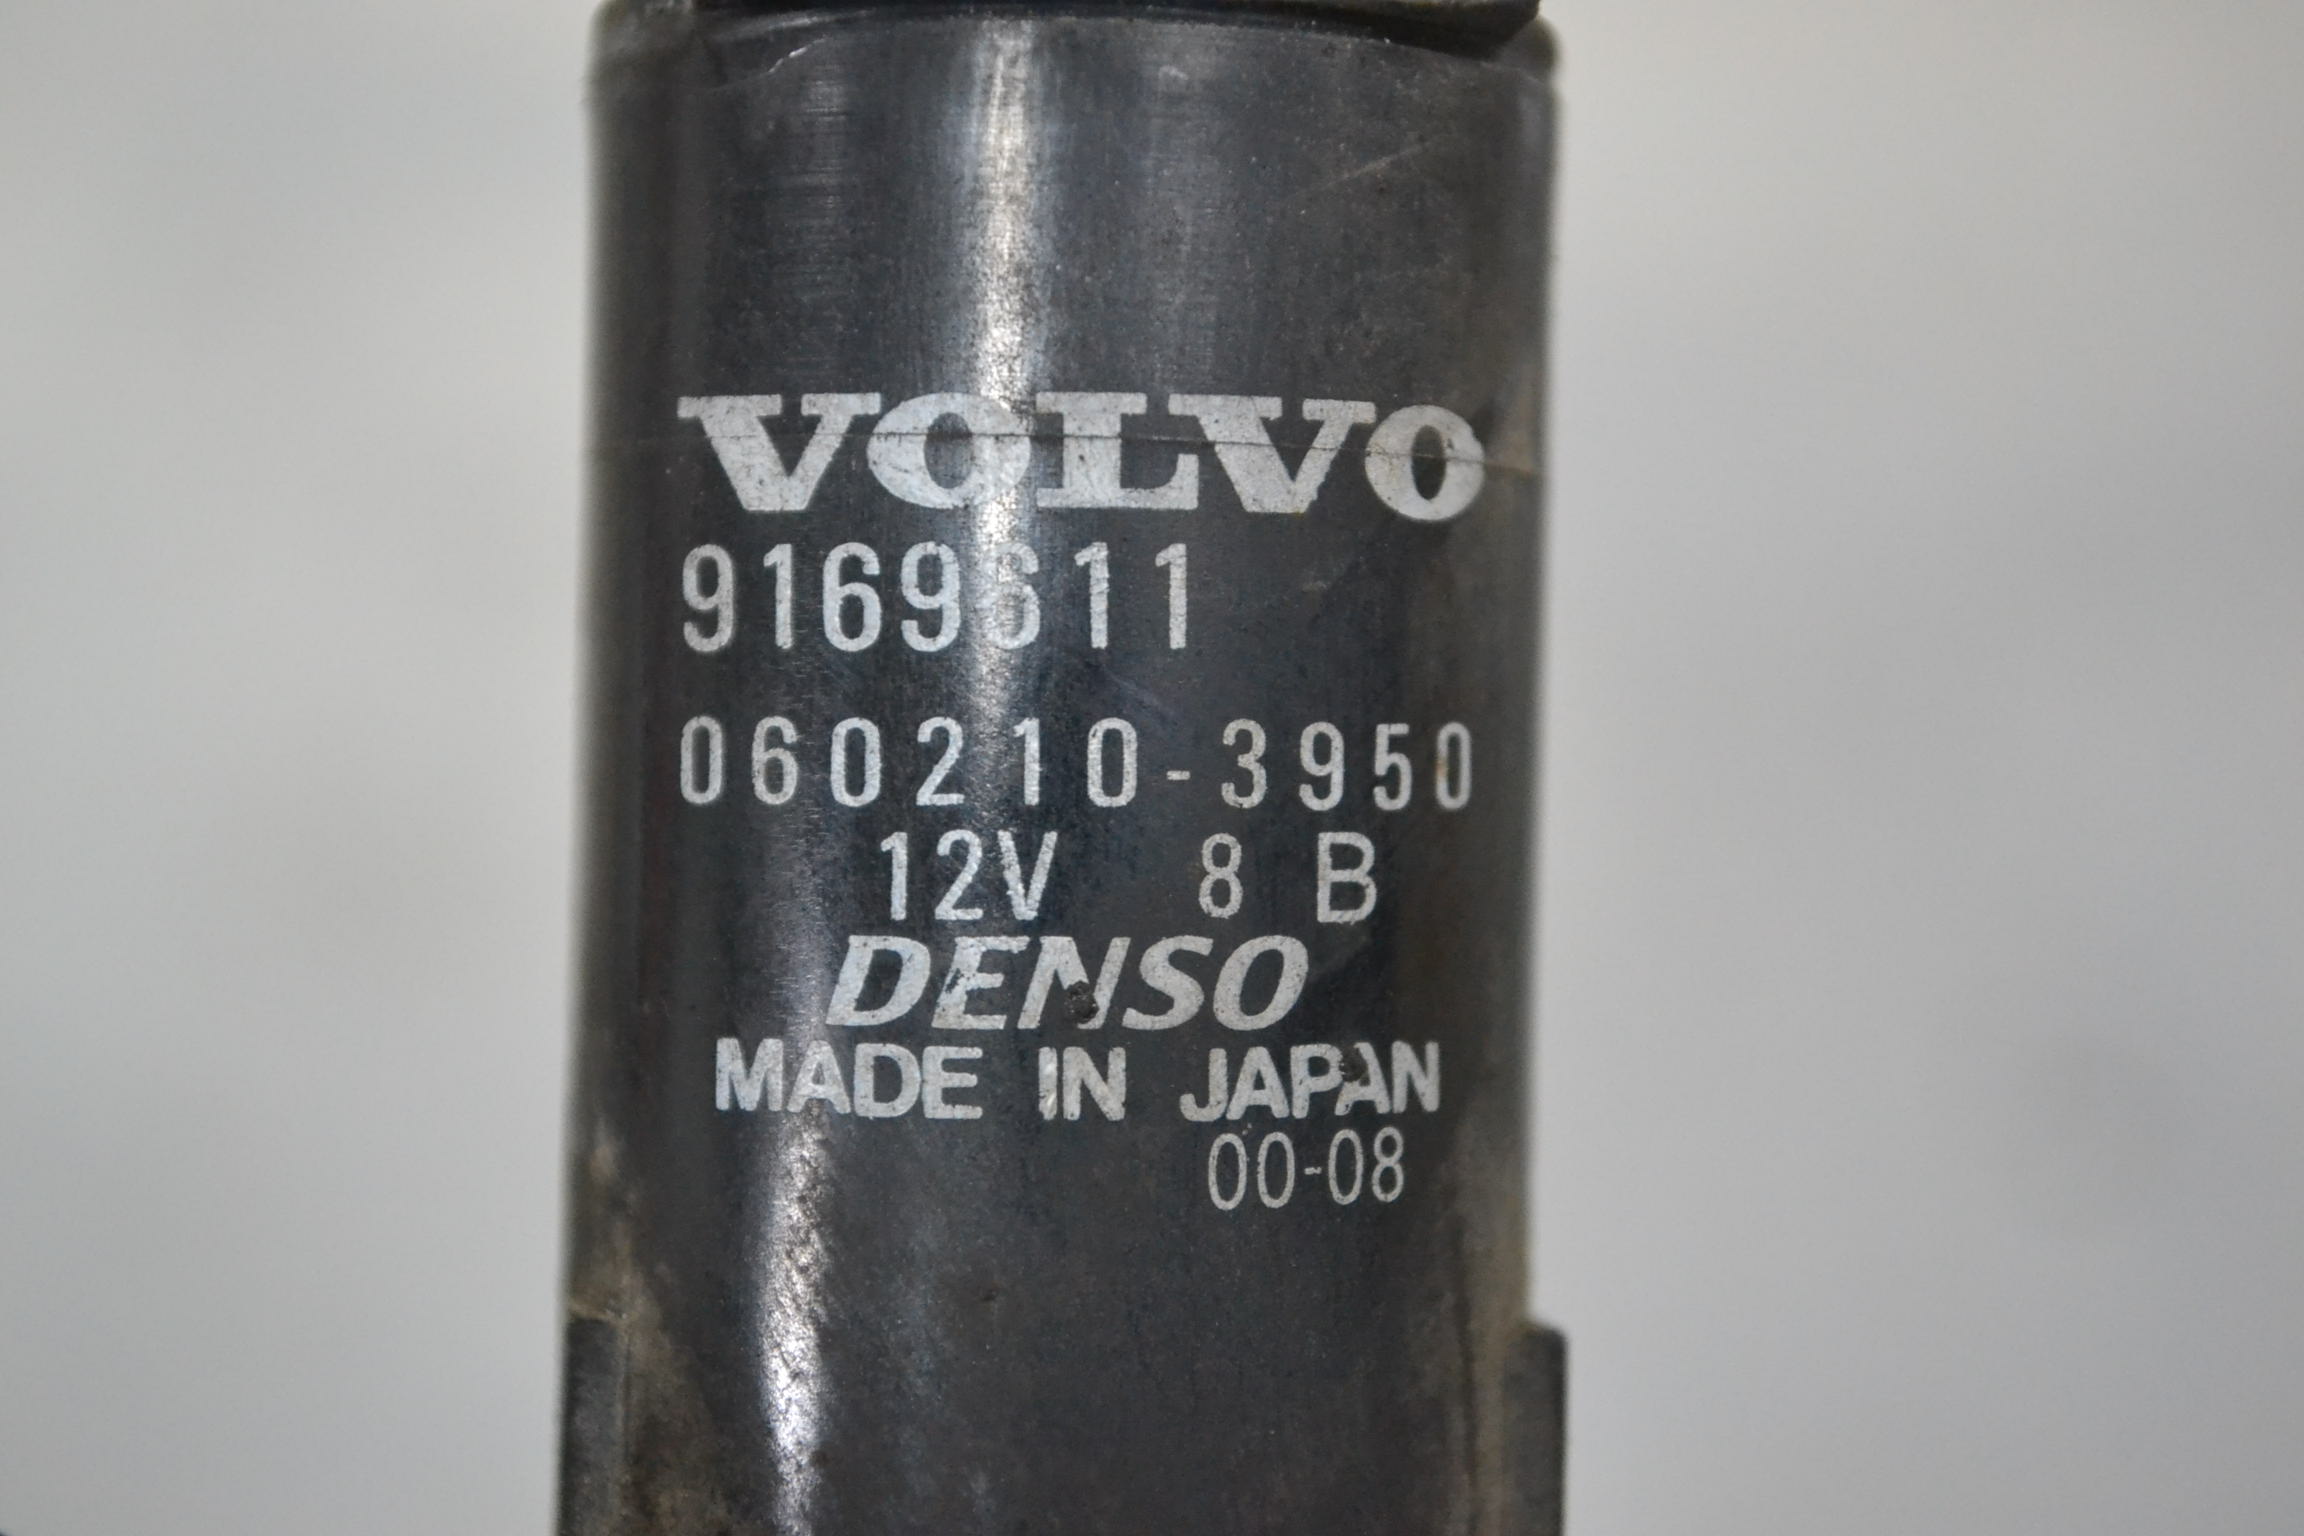 VOLVO
9169611
060210-3950
12V 8 B
DENSO
MADE IN JAPAN
00-08